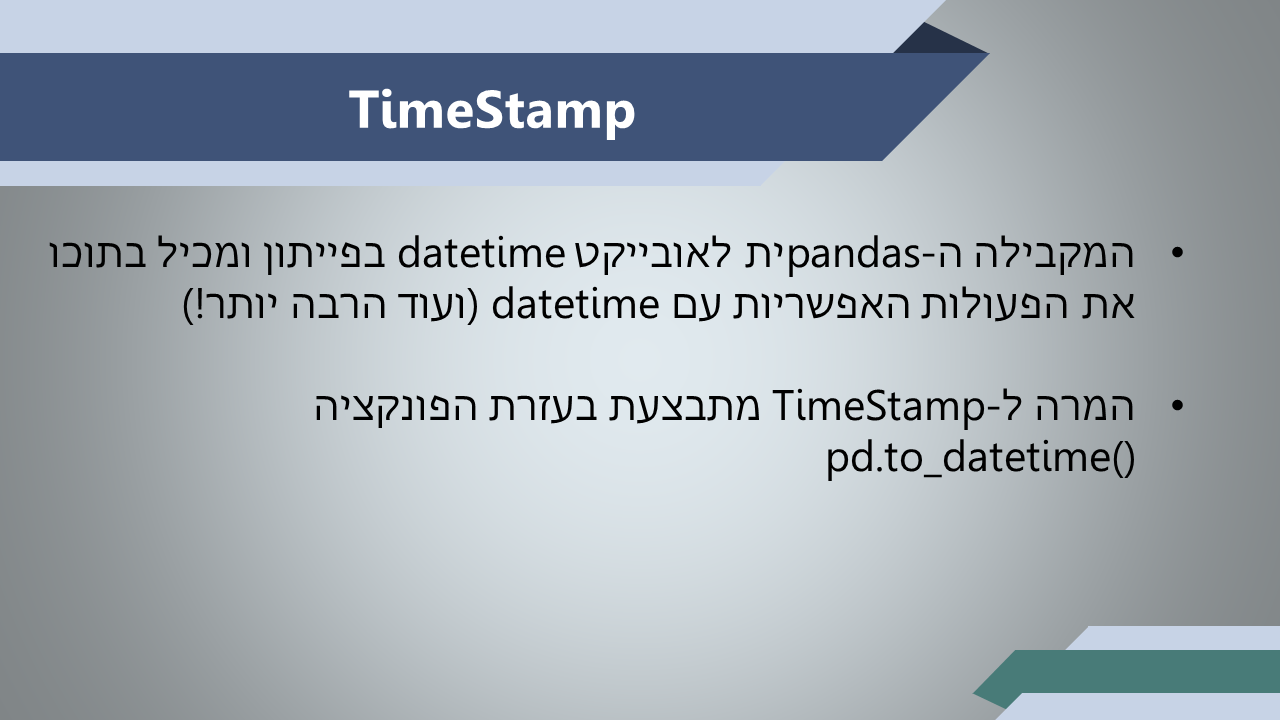 TimeStamp
• המקבילה ה-pandasית לאובייקט datetime בפייתון ומכיל בתוכו
את הפעולות האפשריות עם datetime (ועוד הרבה יותר!)
• המרה ל-TimeStamp מתבצעת בעזרת הפונקציה
pd.to_datetime()